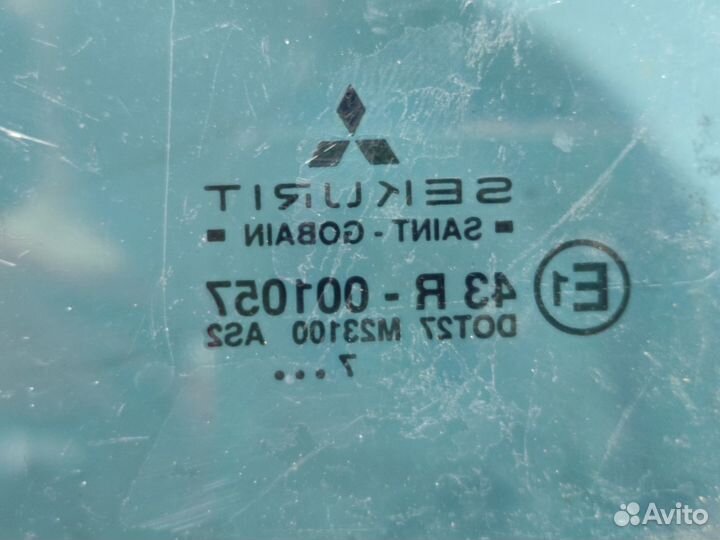 SEKURIT
SAINT - GOBAIN
E1
43 R - 001057
DOT27 M23100 AS2
7...
Avito